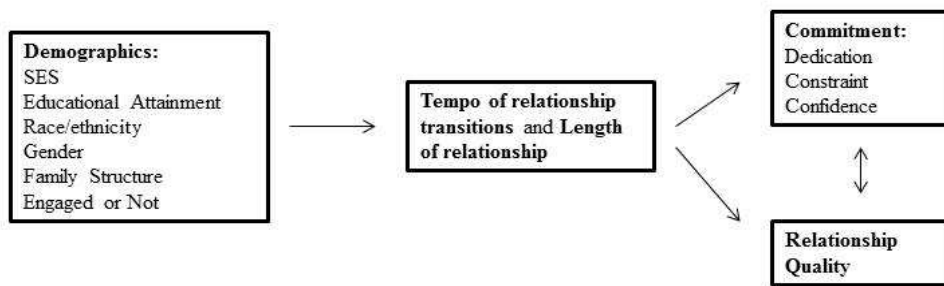 Demographics:
SES
Educational Attainment
Race/ethnicity
Gender
Family Structure
Engaged or Not
Tempo of relationship
transitions and Length
of relationship
Commitment:
Dedication
Constraint
Confidence
Relationship
Quality